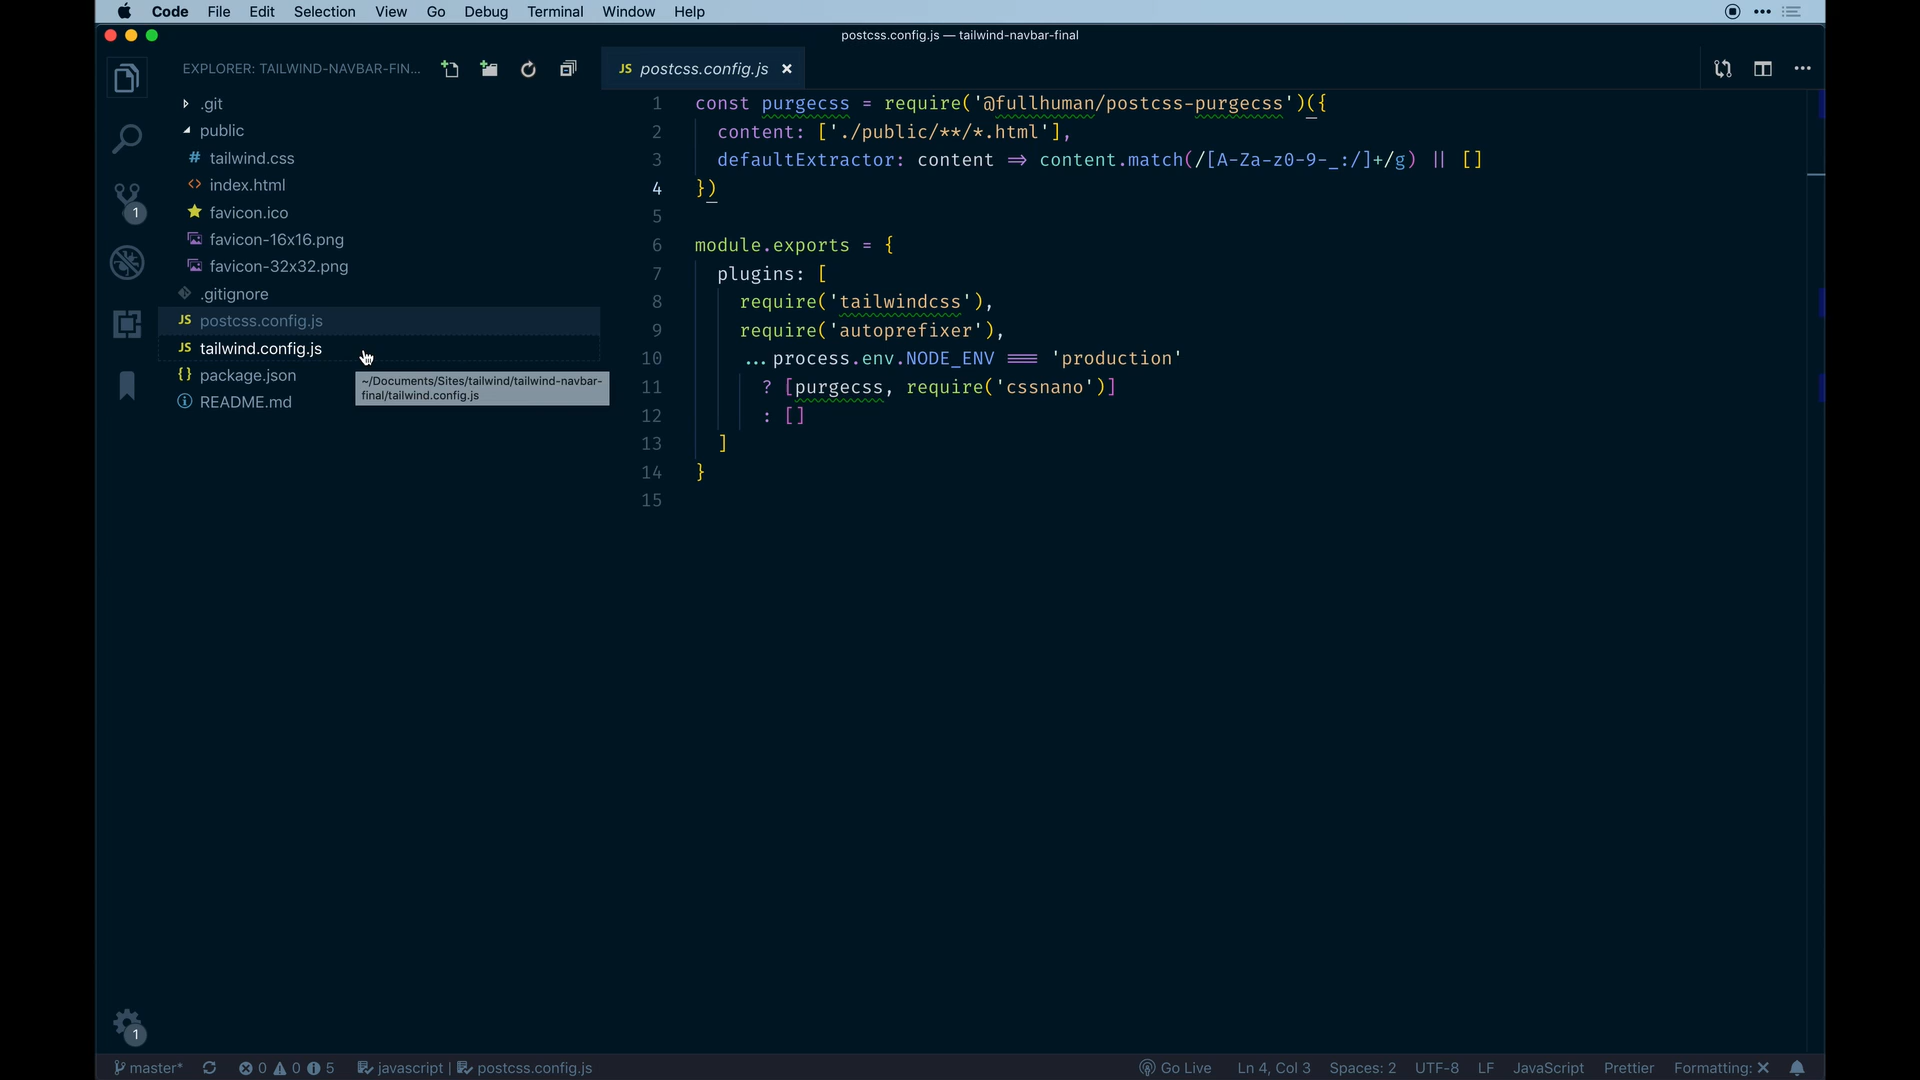 Code File Edit Selection View Go Debug Terminal Window Help
postcss.config.js — tailwind-navbar-final
EXPLORER: TAILWIND-NAVBAR-FIN...
.git
public
# tailwind.css
<> index.html
favicon.ico
favicon-16x16.png
favicon-32x32.png
.gitignore
JS postcss.config.js
JS tailwind.config.js
{} package.json
README.md
~/Documents/Sites/tailwind/tailwind-navbar-
final/tailwind.config.js
1
1
JS postcss.config.js ×
1 const purgecss = require('@fullhuman/postcss-purgecss')({
2 content: ['./public/**/*.html'],
3 defaultExtractor: content => content.match(/[A-Za-z0-9-_:/]+/g) || []
4 })
5
6 module.exports = {
7 plugins: [
8 require('tailwindcss'),
9 require('autoprefixer'),
10 ...process.env.NODE_ENV === 'production'
11 ? [purgecss, require('cssnano')]
12 : []
13 ]
14 }
15
master* 0 0 5 javascript | postcss.config.js Go Live Ln 4, Col 3 Spaces: 2 UTF-8 LF JavaScript Prettier Formatting: ×